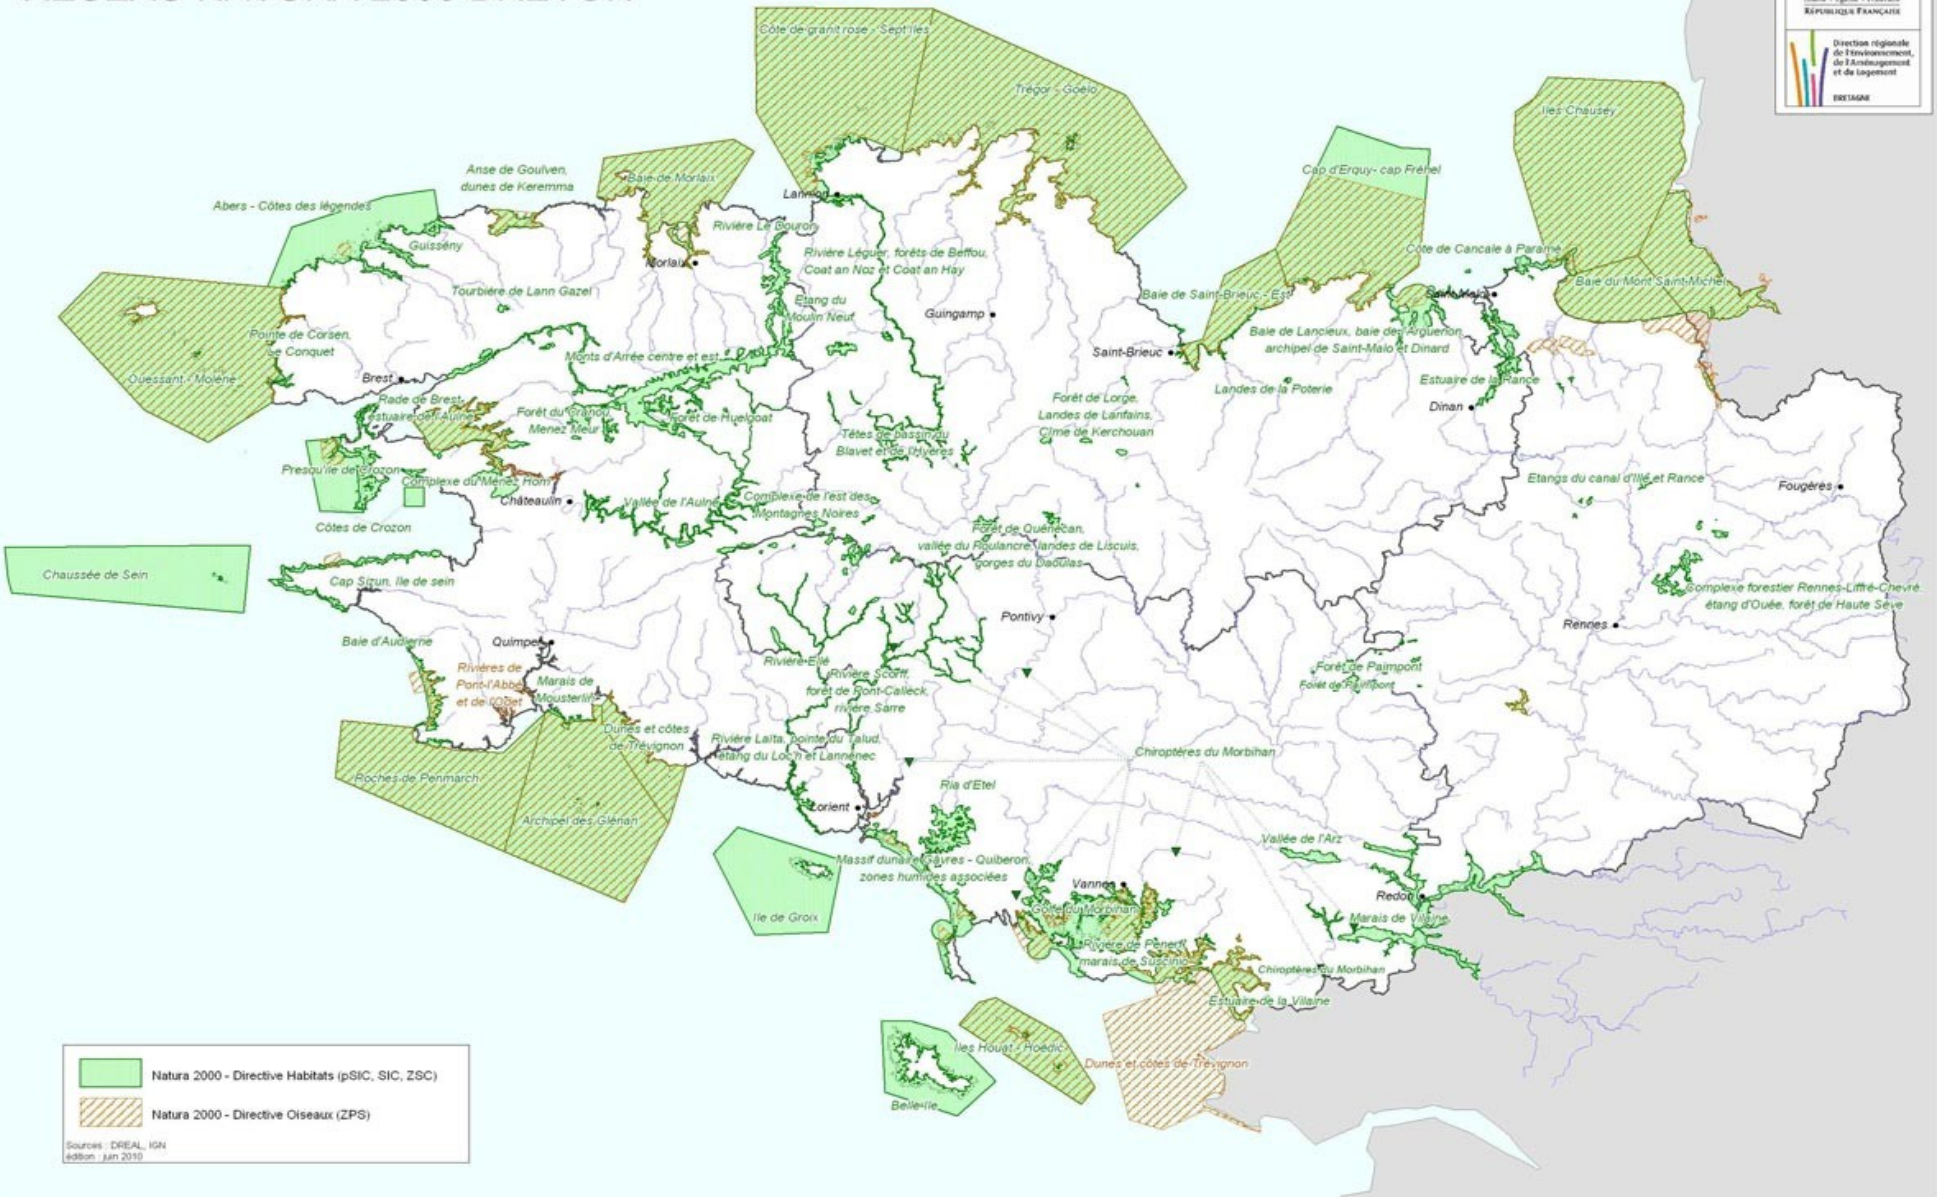 RÉPUBLIQUE FRANÇAISE
Direction régionale
de l'Environnement,
de l'Aménagement
et du Logement
BRETAGNE
Côte de granit rose - Sept Iles
Trégor - Goëlo
Iles Chausey
Cap d'Erquy- cap Fréhel
Anse de Goulven,
dunes de Keremma
Baie de Morlaix
Lannion
Abers - Côtes des légendes
Guissény
Rivière Le Douron
Morlaix
Rivière Léguer, forêts de Beffou,
Coat an Noz et Coat an Hay
Côte de Cancale à Paramé
Baie du Mont Saint-Michel
Tourbière de Lann Gazel
Etang du
Moulin Neuf
Guingamp
Baie de Saint-Brieuc - Est
Saint-Malo
Pointe de Corsen,
Le Conquet
Baie de Lancieux, baie de l'Arguenon,
archipel de Saint-Malo et Dinard
Monts d'Arrée centre et est
Saint-Brieuc
Ouessant - Molène
Brest
Landes de la Poterie
Estuaire de la Rance
Dinan
Rade de Brest,
estuaire de l'Aulne
Forêt du Cranou,
Menez Meur
Forêt de Huelgoat
Forêt de Lorge,
Landes de Lanfains,
Cime de Kerchouan
Têtes de bassin du
Blavet et de l'Hyères
Presqu'île de Crozon
Complexe du Ménez Hom
Châteaulin
Vallée de l'Aulne
Complexe de l'est des
Montagnes Noires
Etangs du canal d'Ille et Rance
Fougères
Côtes de Crozon
Forêt de Quénécan,
vallée du Poulancre, landes de Liscuis,
gorges du Daoulas
Chaussée de Sein
Cap Sizun, Ile de sein
Complexe forestier Rennes-Liffré-Chevré,
étang d'Ouée, forêt de Haute Sève
Pontivy
Rennes
Baie d'Audierne
Quimper
Rivières de
Pont-l'Abbé
et de l'Odet
Marais de
Mousterlin
Rivière Ellé
Rivière Scorff,
forêt de Pont-Calleck,
rivière Sarre
Forêt de Paimpont
Forêt de Paimpont
Dunes et côtes
de Trévignon
Rivière Laïta, pointe du Talud,
étang du Loc'h et Lannenec
Chiroptères du Morbihan
Roches de Penmarch
Archipel des Glénan
Lorient
Ria d'Etel
Vallée de l'Arz
Massif dunaire Gâvres - Quiberon,
zones humides associées
Vannes
Redon
Ile de Groix
Golfe du Morbihan
Marais de Vilaine
Rivière de Penerf,
marais de Suscinio
Chiroptères du Morbihan
Estuaire de la Vilaine
Iles Houat - Hoëdic
Dunes et côtes de Trévignon
Belle-Ile
Natura 2000 - Directive Habitats (pSIC, SIC, ZSC)
Natura 2000 - Directive Oiseaux (ZPS)
Sources : DREAL, IGN
édition : juin 2010